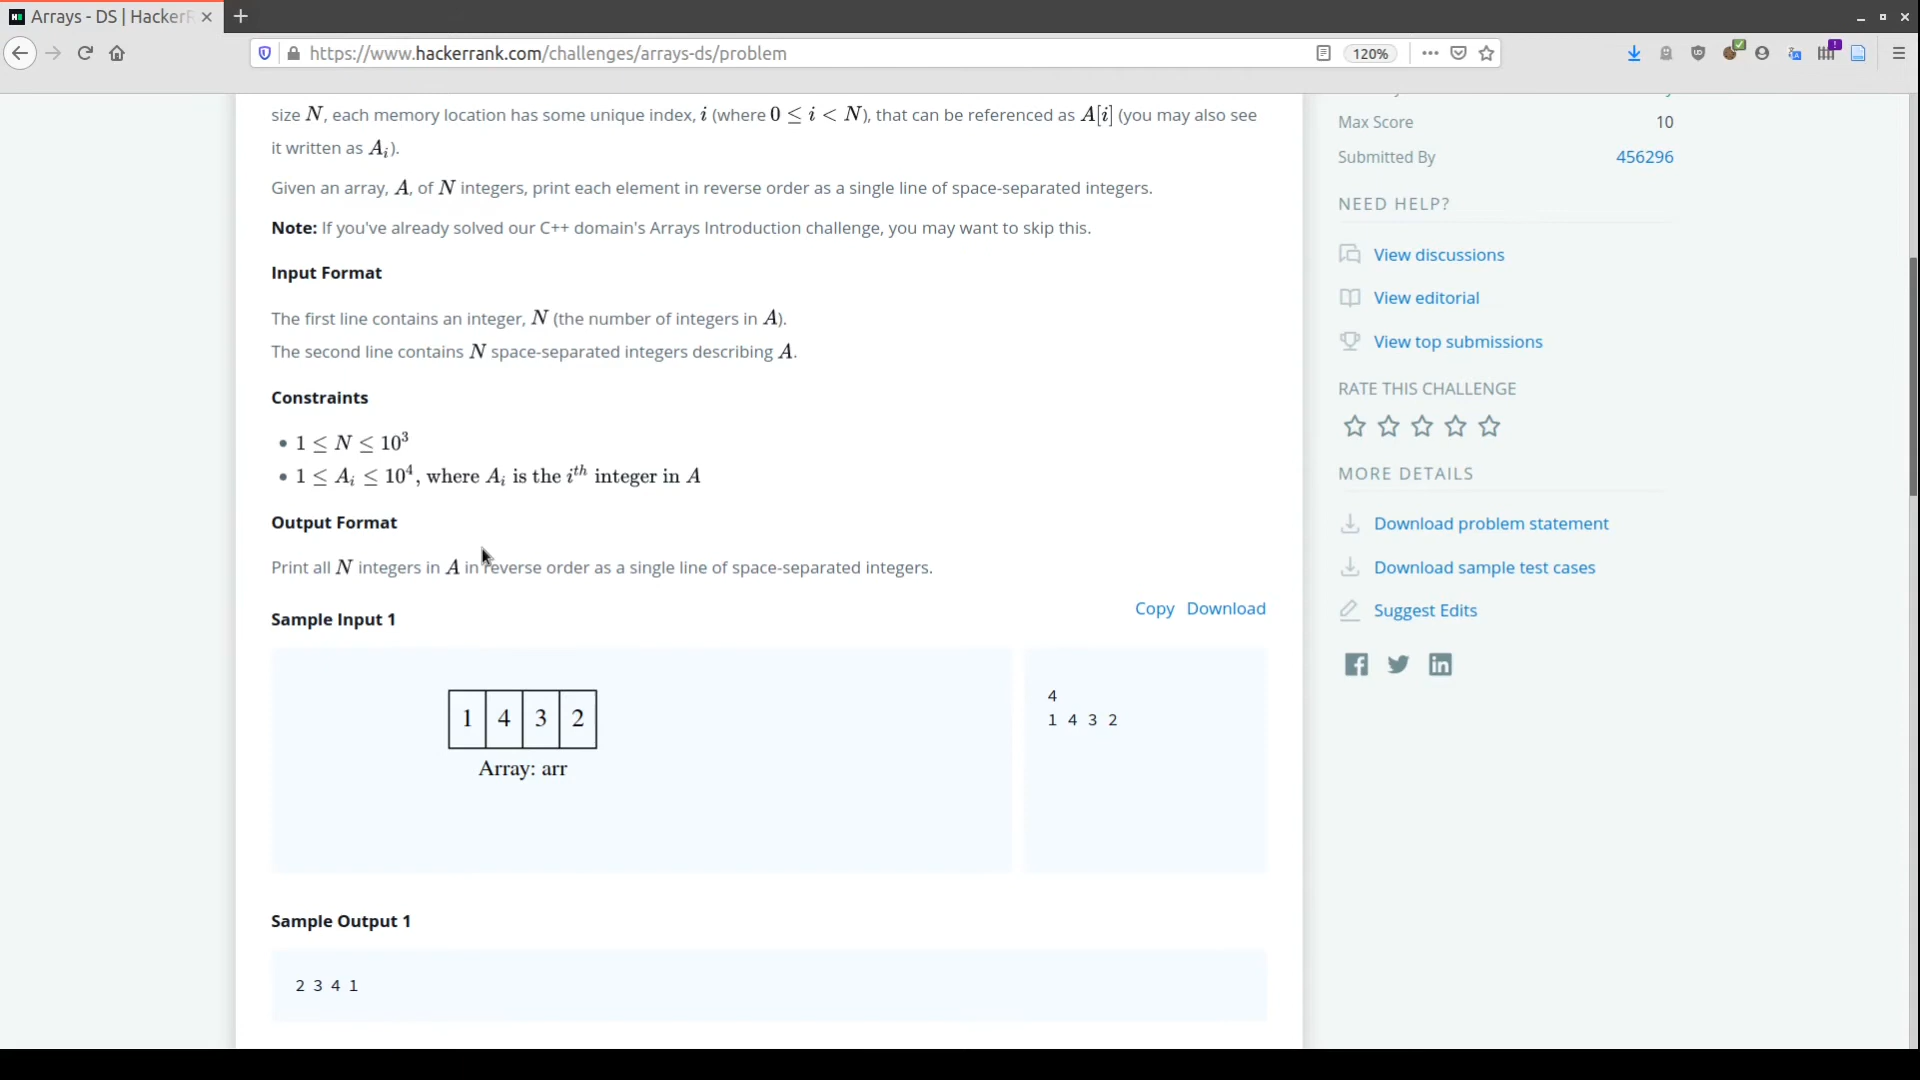 Arrays - DS | HackerR
https://www.hackerrank.com/challenges/arrays-ds/problem
120%
size N, each memory location has some unique index, i (where 0 ≤ i < N), that can be referenced as A[i] (you may also see
it written as Aᵢ).
Given an array, A, of N integers, print each element in reverse order as a single line of space-separated integers.
Note: If you've already solved our C++ domain's Arrays Introduction challenge, you may want to skip this.
Input Format
The first line contains an integer, N (the number of integers in A).
The second line contains N space-separated integers describing A.
Constraints
• 1 ≤ N ≤ 10³
• 1 ≤ Aᵢ ≤ 10⁴, where Aᵢ is the iᵗʰ integer in A
Output Format
Print all N integers in A in reverse order as a single line of space-separated integers.
Sample Input 1
Copy Download
1 4 3 2
Array: arr
4
1 4 3 2
Sample Output 1
2 3 4 1
Max Score 10
Submitted By 456296
NEED HELP?
View discussions
View editorial
View top submissions
RATE THIS CHALLENGE
MORE DETAILS
Download problem statement
Download sample test cases
Suggest Edits